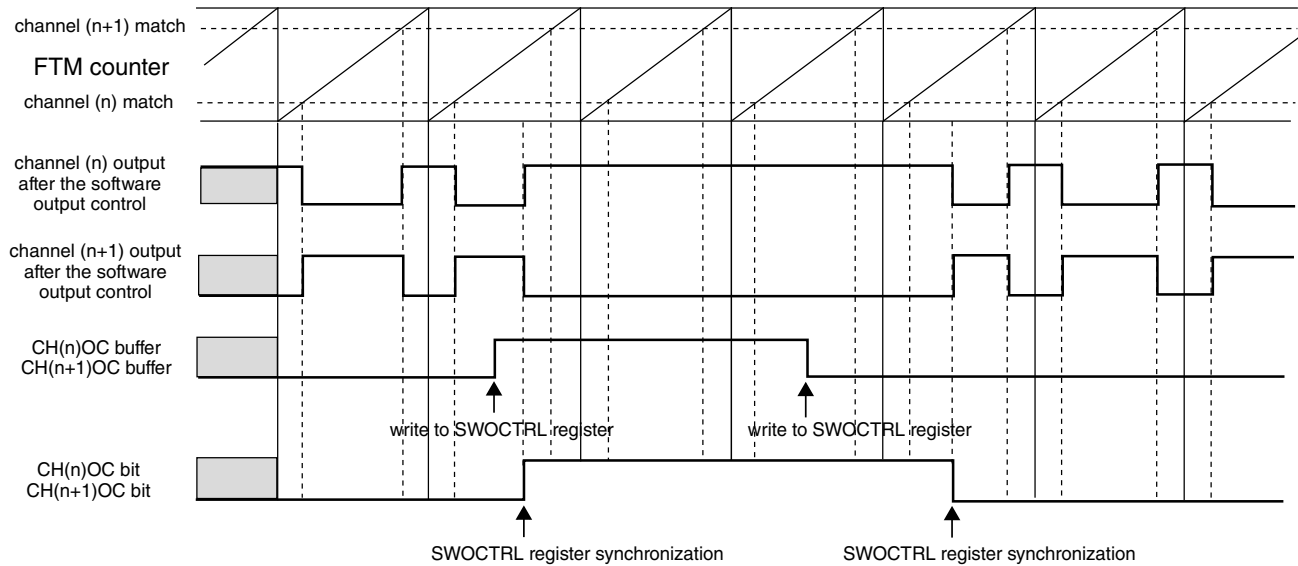 channel (n+1) match
FTM counter
channel (n) match
channel (n) output
after the software
output control
channel (n+1) output
after the software
output control
CH(n)OC buffer
CH(n+1)OC buffer
write to SWOCTRL register
write to SWOCTRL register
CH(n)OC bit
CH(n+1)OC bit
SWOCTRL register synchronization
SWOCTRL register synchronization